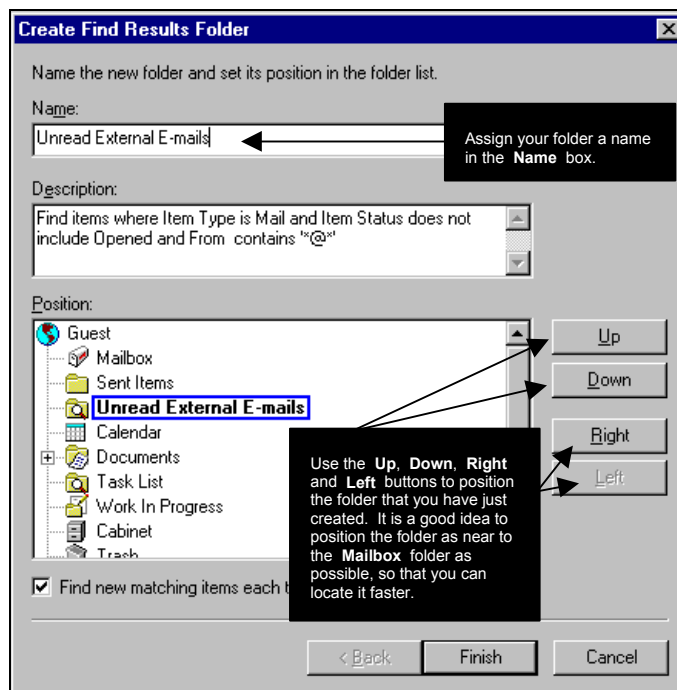 Create Find Results Folder
Name the new folder and set its position in the folder list.
Name:
Unread External E-mails
Assign your folder a name
in the Name box.
Description:
Find items where Item Type is Mail and Item Status does not
include Opened and From contains '*@*'
Position:
Guest
Mailbox
Sent Items
Unread External E-mails
Calendar
Documents
Task List
Work In Progress
Cabinet
Trash
Up
Down
Right
Left
Use the Up, Down, Right
and Left buttons to position
the folder that you have just
created. It is a good idea to
position the folder as near to
the Mailbox folder as
possible, so that you can
locate it faster.
Find new matching items each
< Back
Finish
Cancel